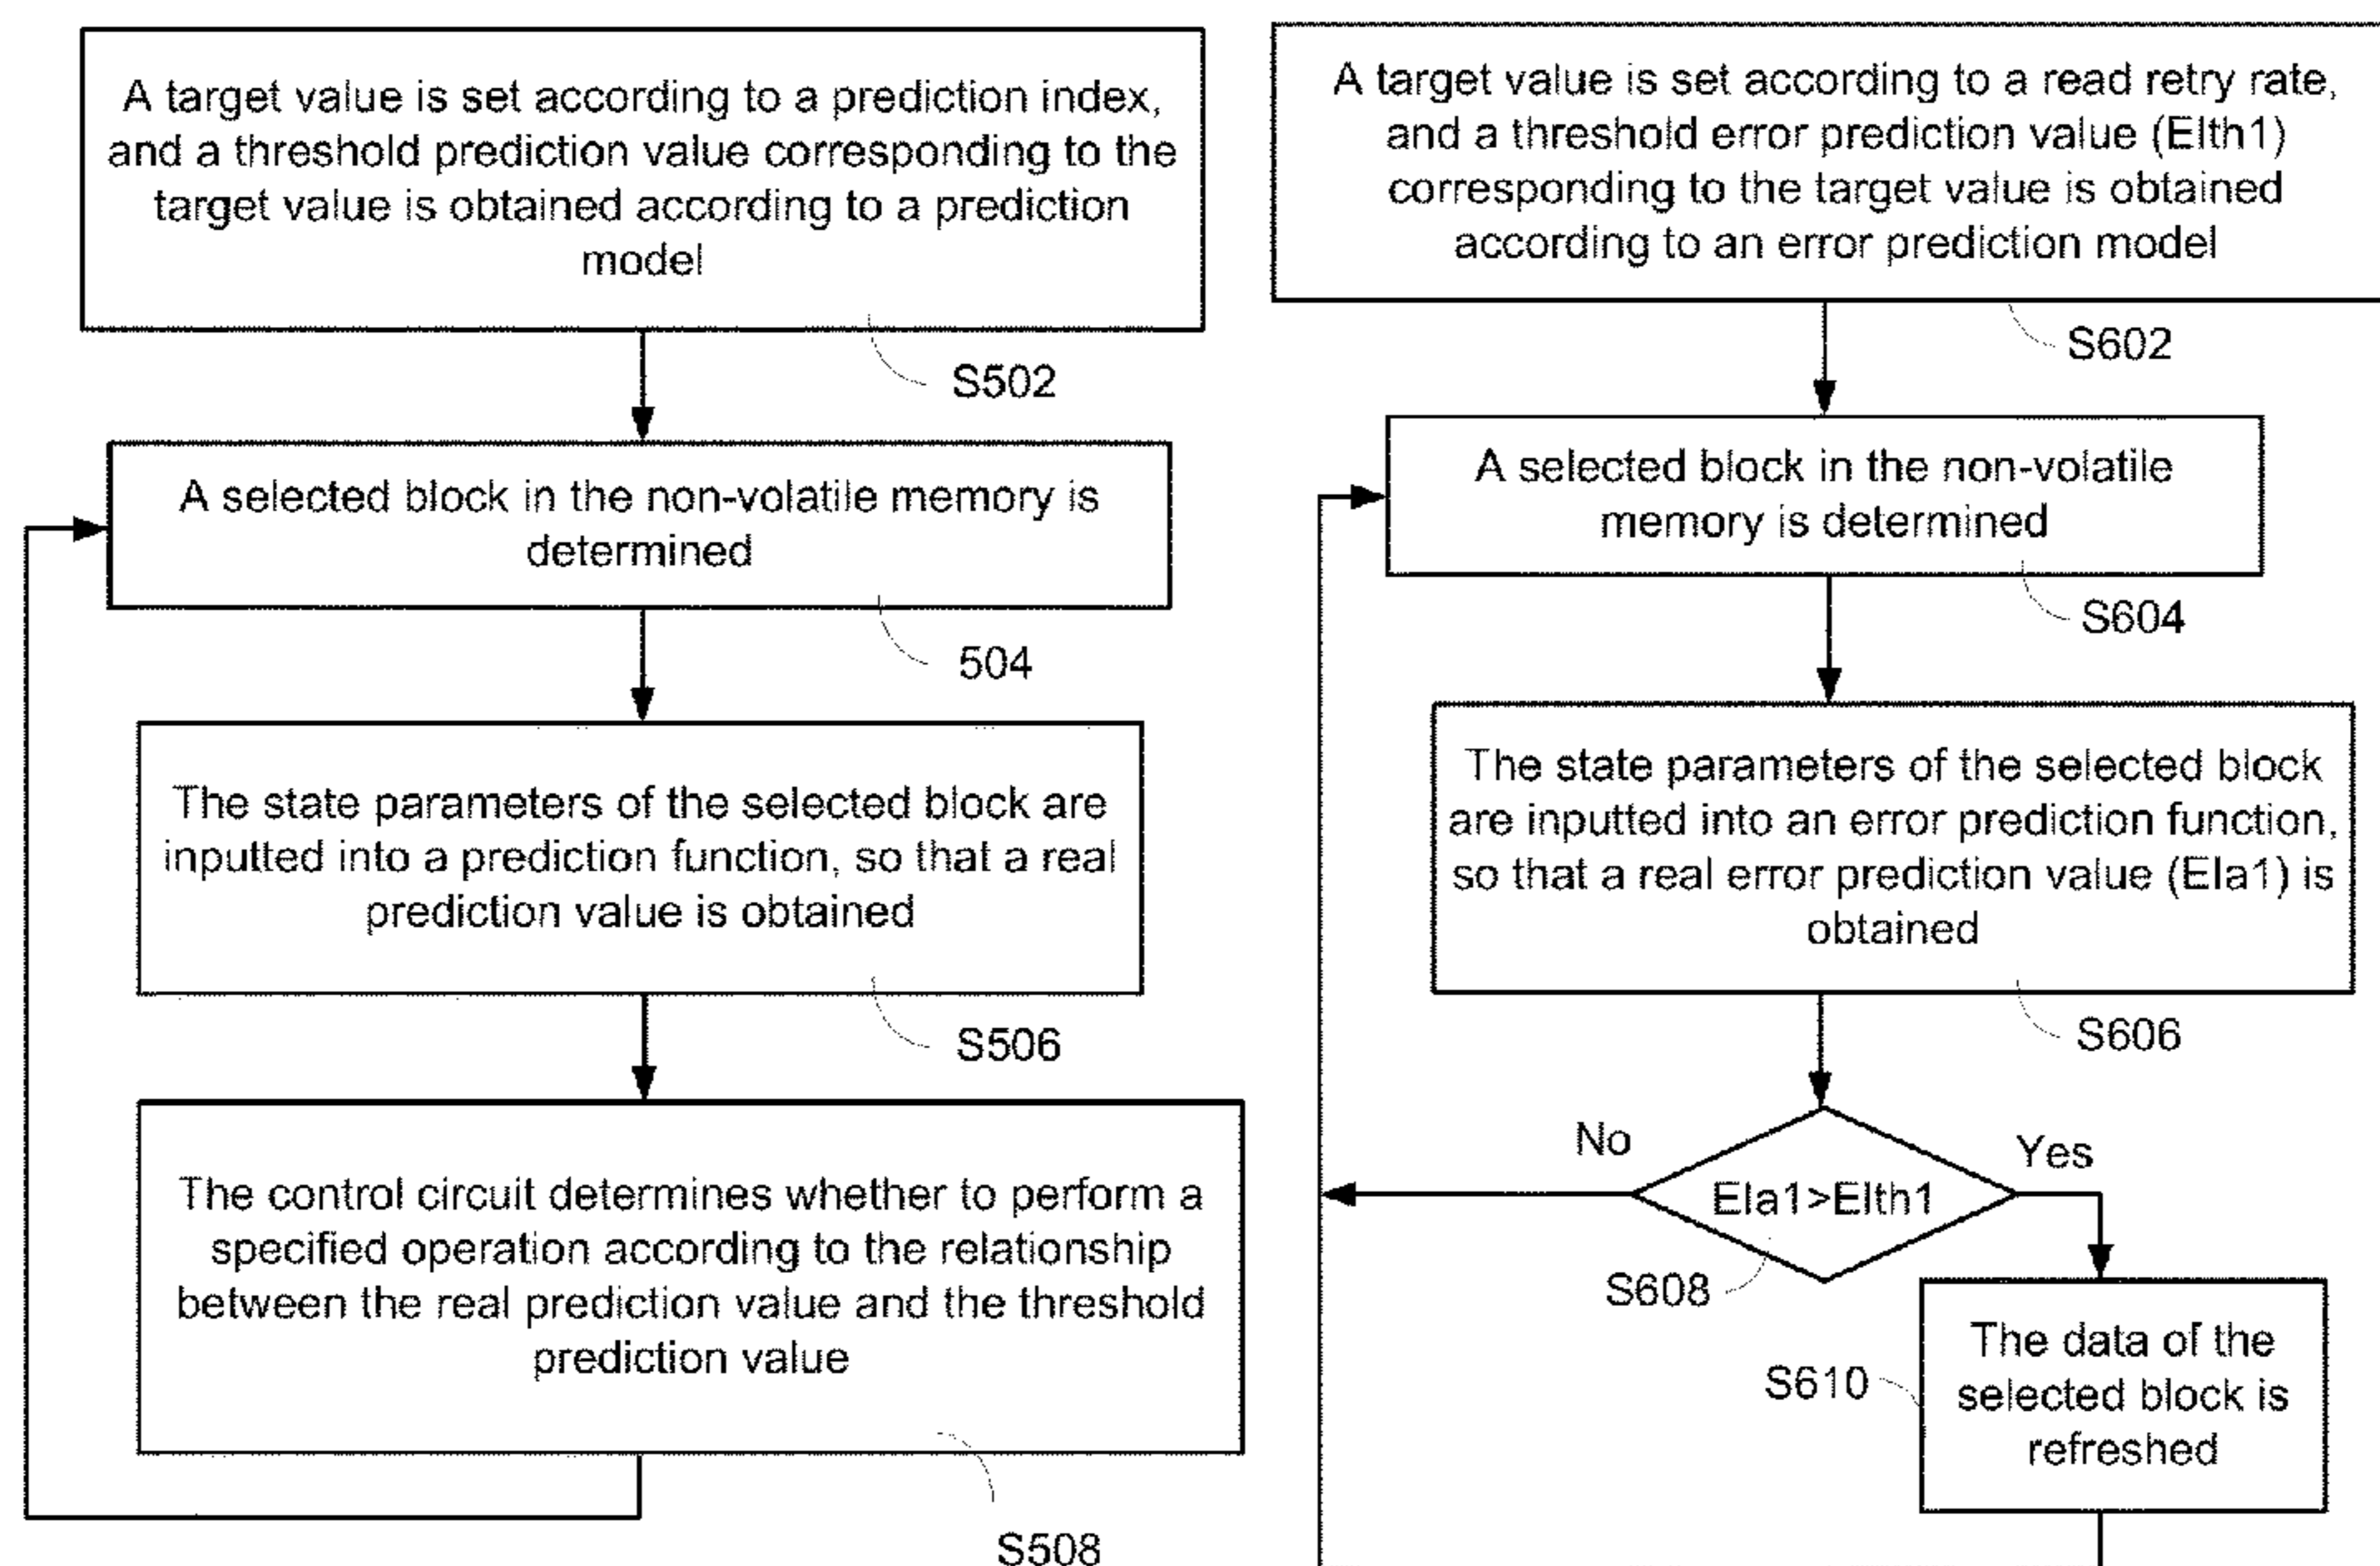 A target value is set according to a prediction index,
and a threshold prediction value corresponding to the
target value is obtained according to a prediction
model
S502
A selected block in the non-volatile memory is
determined
504
The state parameters of the selected block are
inputted into a prediction function, so that a real
prediction value is obtained
S506
The control circuit determines whether to perform a
specified operation according to the relationship
between the real prediction value and the threshold
prediction value
S508
A target value is set according to a read retry rate,
and a threshold error prediction value (EIth1)
corresponding to the target value is obtained
according to an error prediction model
S602
A selected block in the non-volatile
memory is determined
S604
The state parameters of the selected block
are inputted into an error prediction function,
so that a real error prediction value (EIa1) is
obtained
S606
No
Yes
EIa1>EIth1
S608
The data of the
selected block is
refreshed
S610